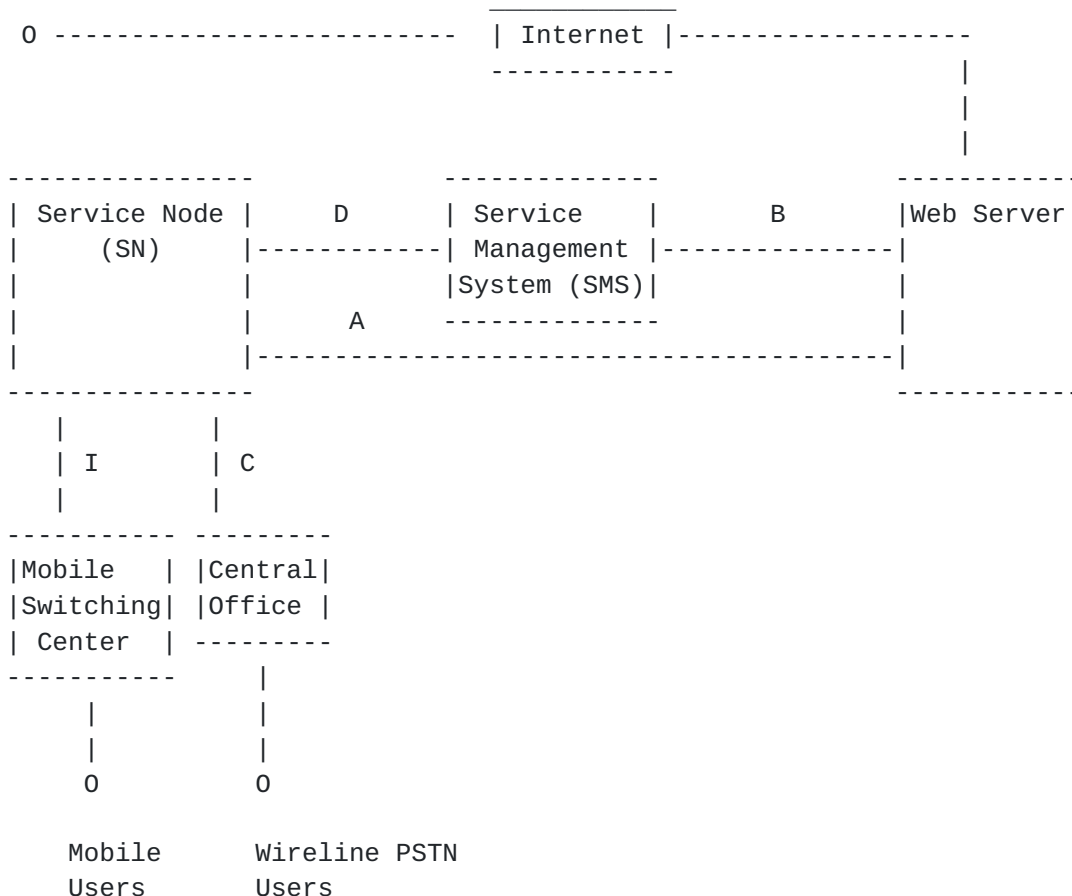 O -------------------------- | Internet |-------------------
------------ |
|
|
---------------- -------------- ------------
| Service Node | D | Service | B |Web Server
| (SN) |------------| Management |---------------|
| | |System (SMS)| |
| | A -------------- |
| |-----------------------------------------|
---------------- ------------
| |
| I | C
| |
----------- ---------
|Mobile | |Central|
|Switching| |Office |
| Center | ---------
----------- |
| |
| |
O O
Mobile Wireline PSTN
Users Users